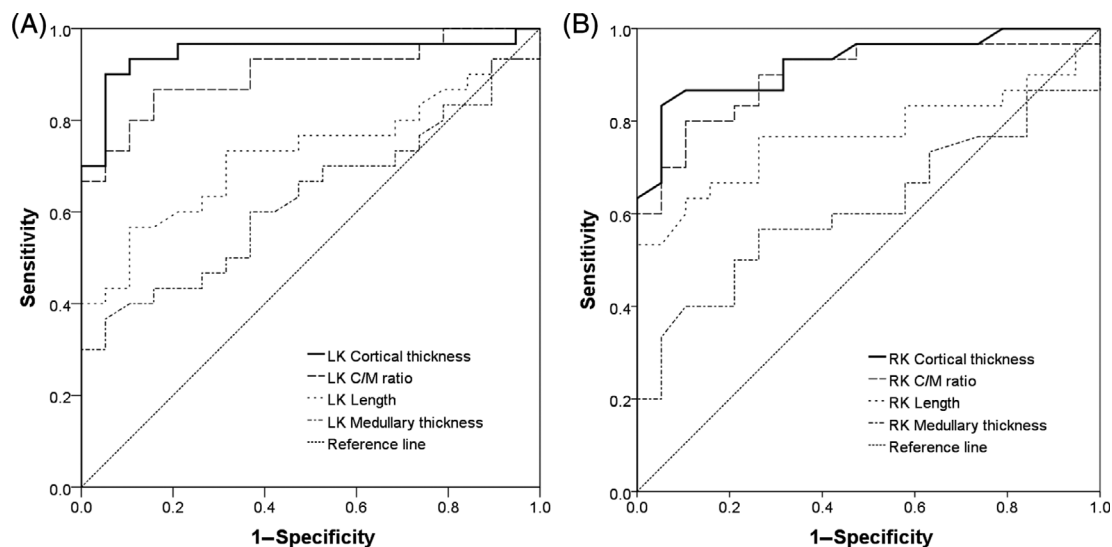 (A)
1.0
0.8
0.6
0.4
0.2
0.0
Sensitivity
LK Cortical thickness
LK C/M ratio
LK Length
LK Medullary thickness
Reference line
0.0 0.2 0.4 0.6 0.8 1.0
1–Specificity
(B)
1.0
0.8
0.6
0.4
0.2
0.0
Sensitivity
RK Cortical thickness
RK C/M ratio
RK Length
RK Medullary thickness
Reference line
0.0 0.2 0.4 0.6 0.8 1.0
1–Specificity